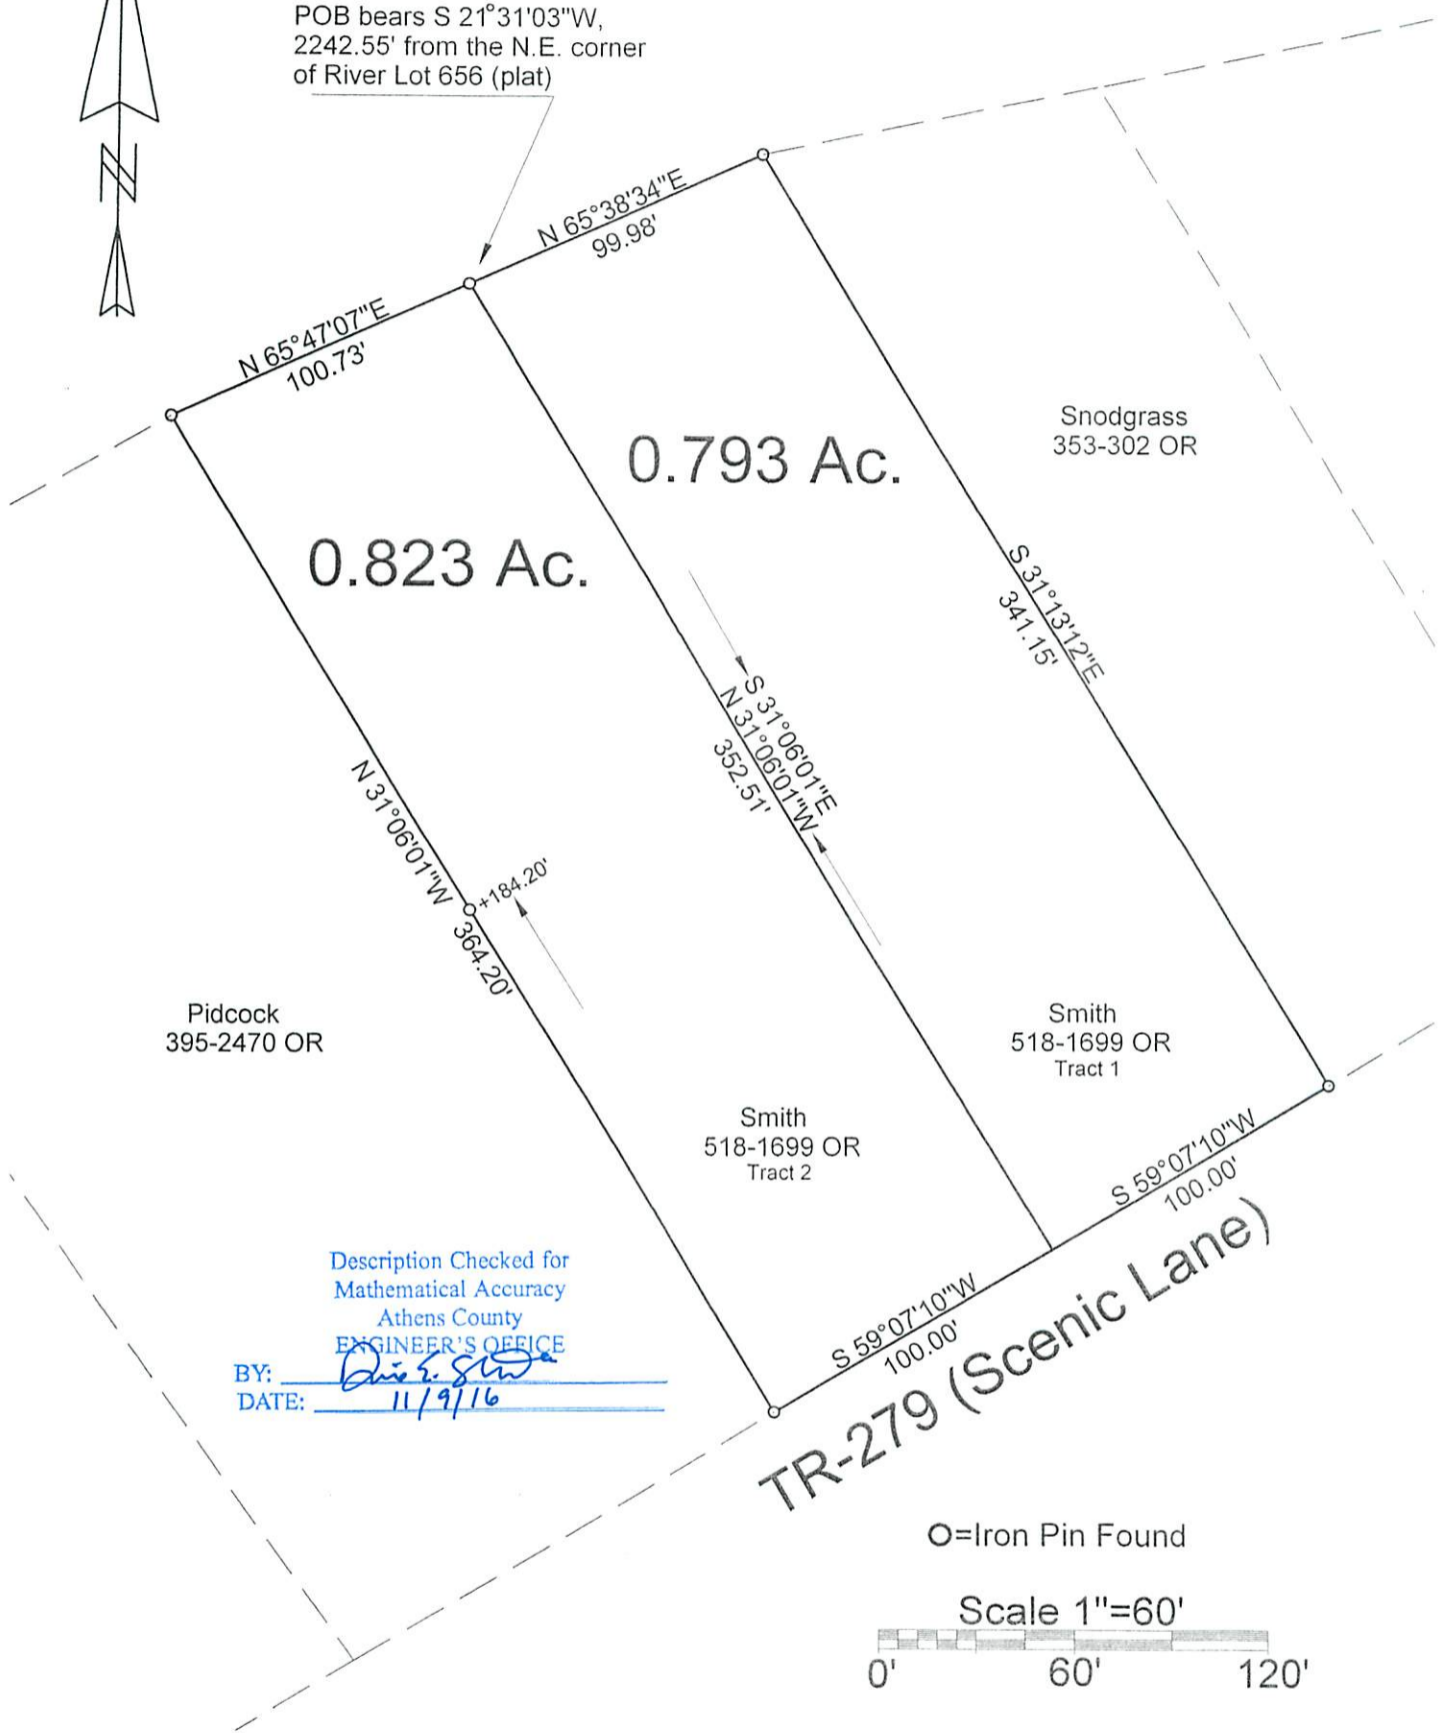 POB bears S 21°31'03"W,
2242.55' from the N.E. corner
of River Lot 656 (plat)
N
N 65°38'34"E
99.98'
N 65°47'07"E
100.73'
Snodgrass
353-302 OR
0.793 Ac.
0.823 Ac.
S 31°13'12"E
341.15'
S 31°06'01"E
N 31°06'01"W
352.51'
N 31°06'01"W
364.20'
+184.20'
Pidcock
395-2470 OR
Smith
518-1699 OR
Tract 1
Smith
518-1699 OR
Tract 2
S 59°07'10"W
100.00'
S 59°07'10"W
100.00'
TR-279 (Scenic Lane)
Description Checked for
Mathematical Accuracy
Athens County
ENGINEER'S OFFICE
BY:
DATE: 11/9/16
O=Iron Pin Found
Scale 1"=60'
0' 60' 120'